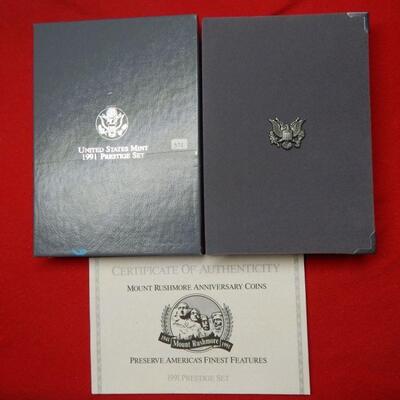 UNITED STATES MINT
1991 PRESTIGE SET
CERTIFICATE OF AUTHENTICITY
MOUNT RUSHMORE ANNIVERSARY COINS
1941 1991
Mount Rushmore
PRESERVE AMERICA'S FINEST FEATURES
1991 PRESTIGE SET